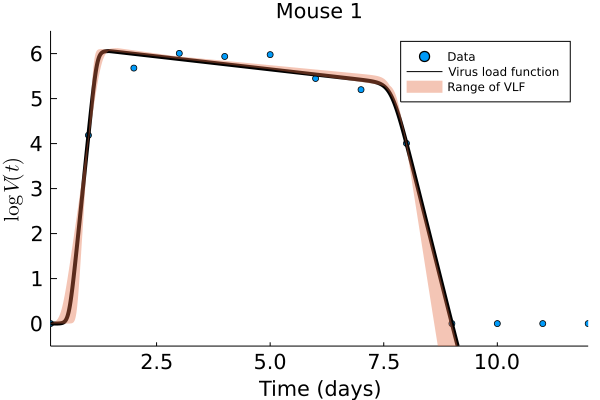 Mouse 1
Data
Virus load function
Range of VLF
log V(t)
6
5
4
3
2
1
0
2.5 5.0 7.5 10.0
Time (days)